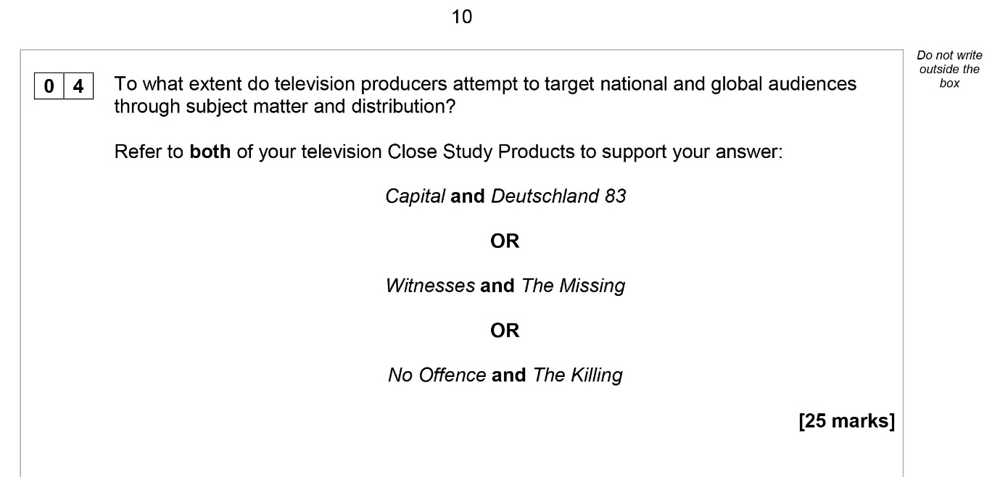 10
Do not write
outside the
box
0 4 To what extent do television producers attempt to target national and global audiences
through subject matter and distribution?
Refer to both of your television Close Study Products to support your answer:
Capital and Deutschland 83
OR
Witnesses and The Missing
OR
No Offence and The Killing
[25 marks]